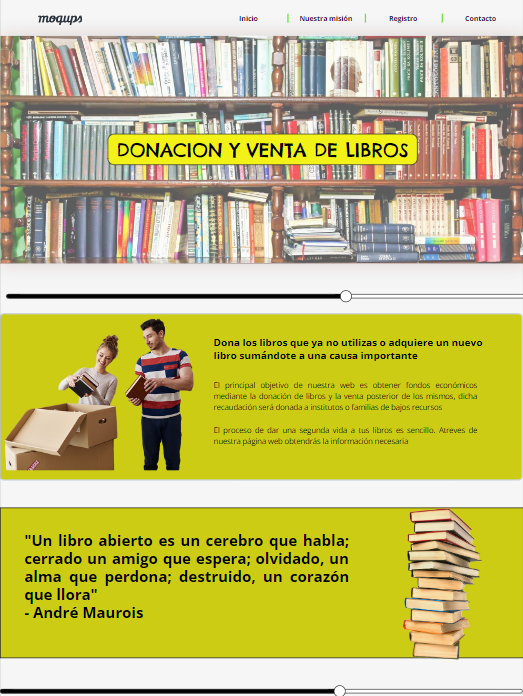 moqups
Inicio
Nuestra misión
Registro
Contacto
DONACION Y VENTA DE LIBROS
Dona los libros que ya no utilizas o adquiere un nuevo
libro sumándote a una causa importante
El principal objetivo de nuestra web es obtener fondos económicos
mediante la donación de libros y la venta posterior de los mismos, dicha
recaudación será donada a institutos o familias de bajos recursos
El proceso de dar una segunda vida a tus libros es sencillo. Atreves de
nuestra página web obtendrás la información necesaria
"Un libro abierto es un cerebro que habla;
cerrado un amigo que espera; olvidado, un
alma que perdona; destruido, un corazón
que llora"
- André Maurois